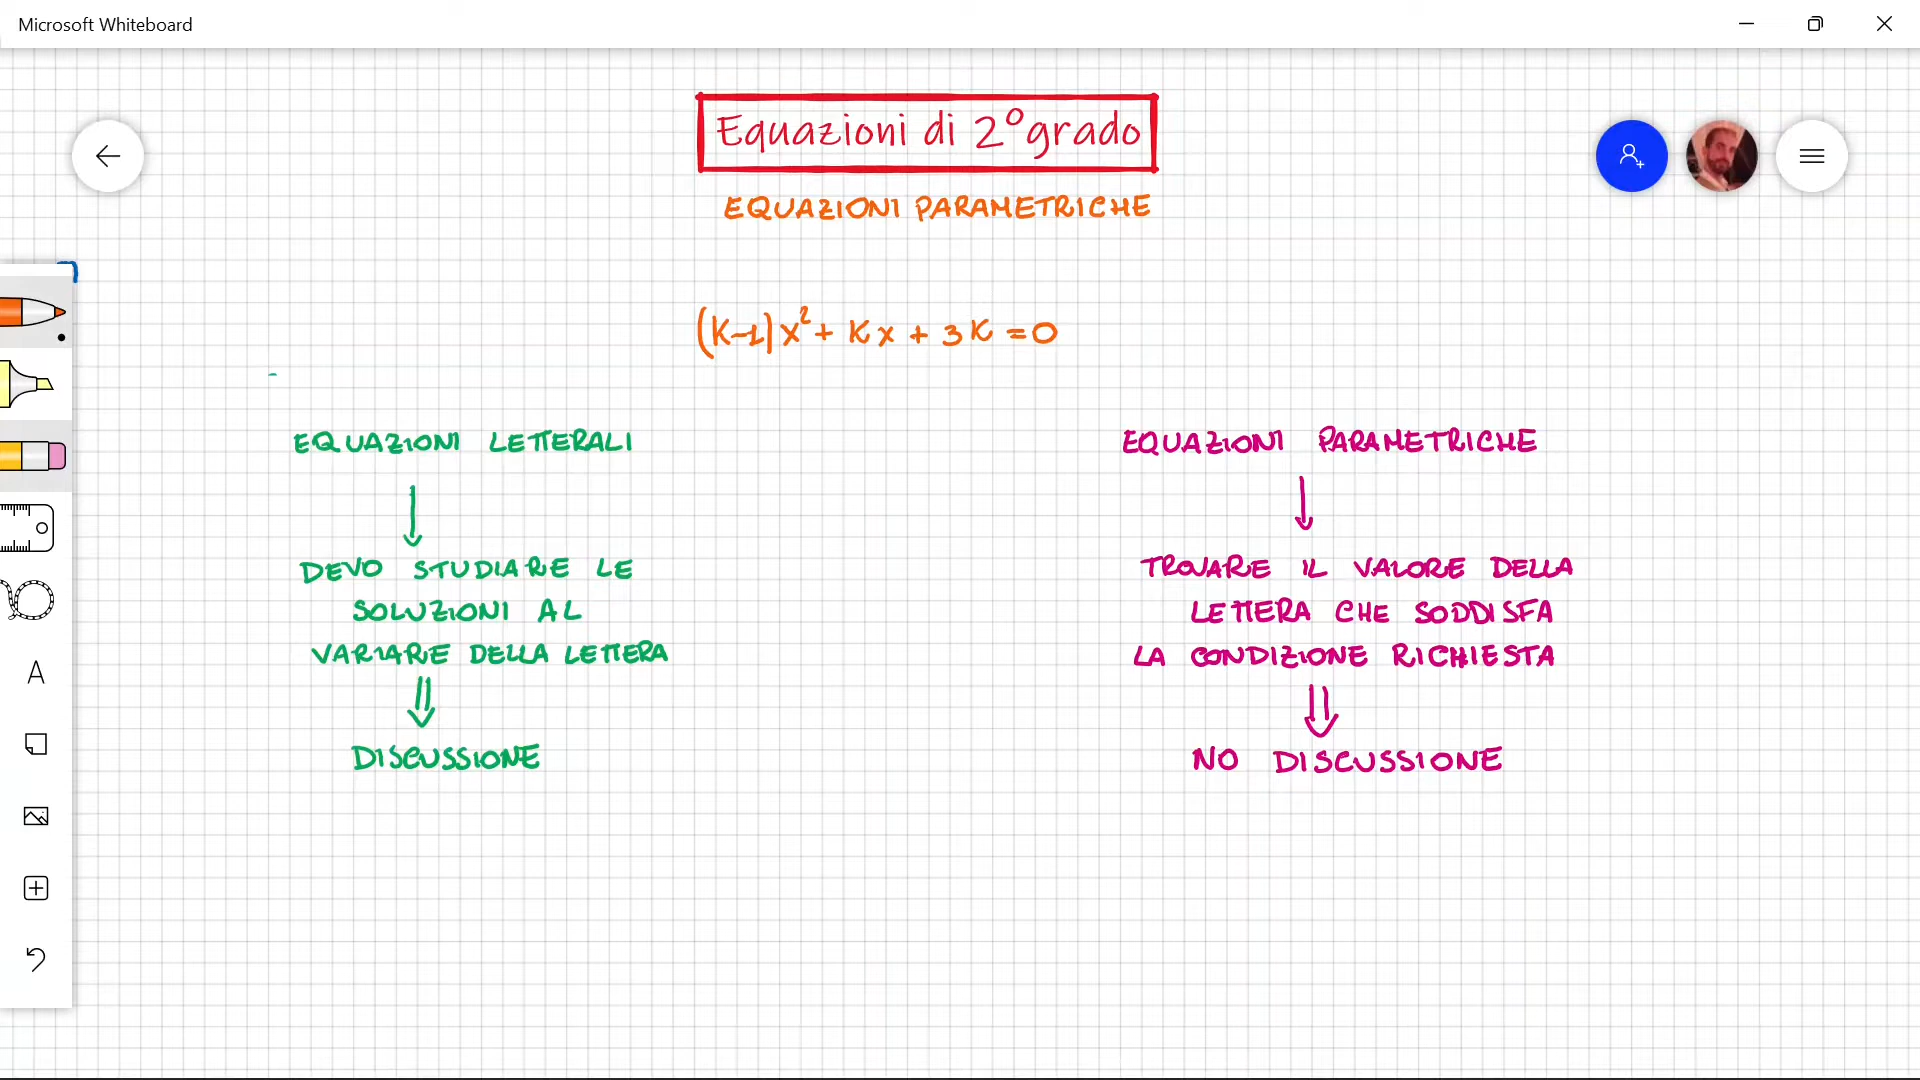 Microsoft Whiteboard
Equazioni di 2° grado
EQUAZIONI PARAMETRICHE
(K-1)x² + Kx + 3K = 0
EQUAZIONI LETTERALI
DEVO STUDIARE LE
SOLUZIONI AL
VARIARE DELLA LETTERA
DISCUSSIONE
EQUAZIONI PARAMETRICHE
TROVARE IL VALORE DELLA
LETTERA CHE SODDISFA
LA CONDIZIONE RICHIESTA
NO DISCUSSIONE